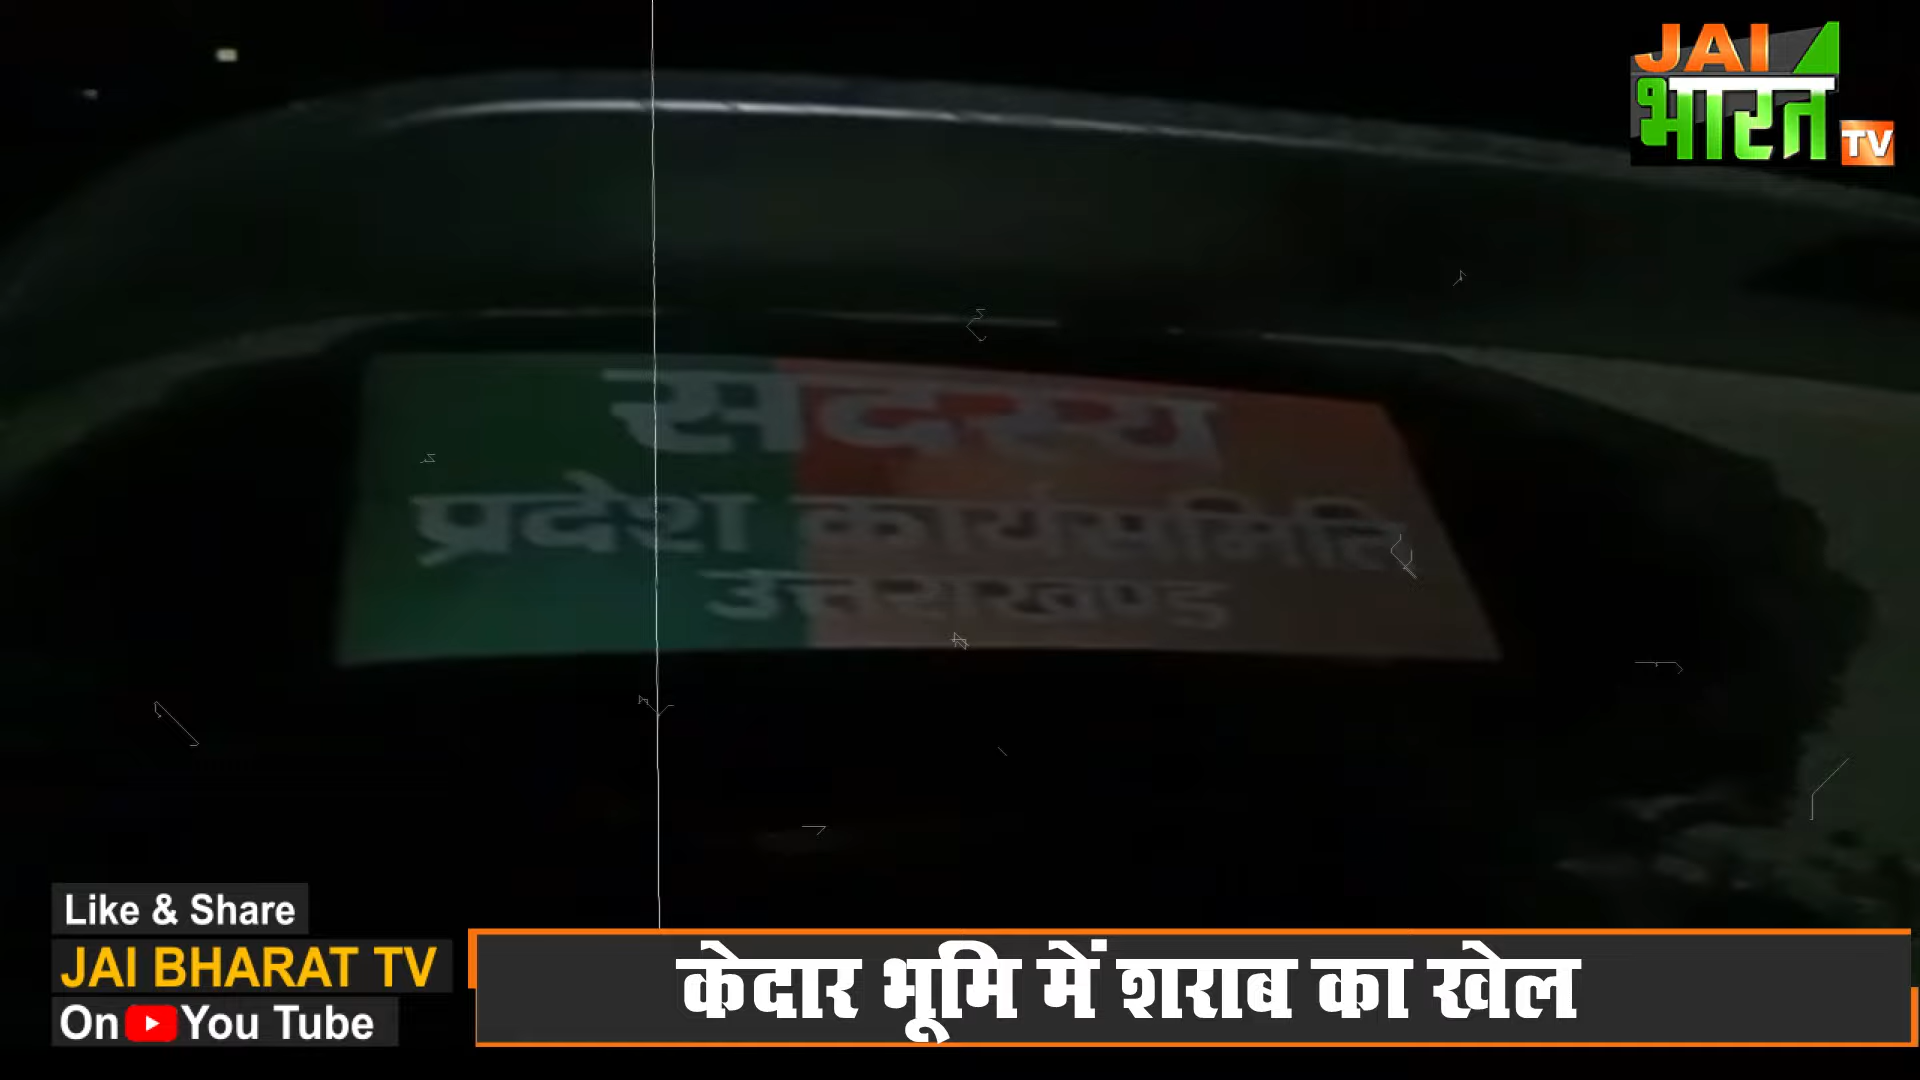 JAI
भारत
TV
सदस्य
प्रदेश कार्यसमिति
उत्तराखण्ड
Like & Share
JAI BHARAT TV
On You Tube
केदार भूमि में शराब का खेल